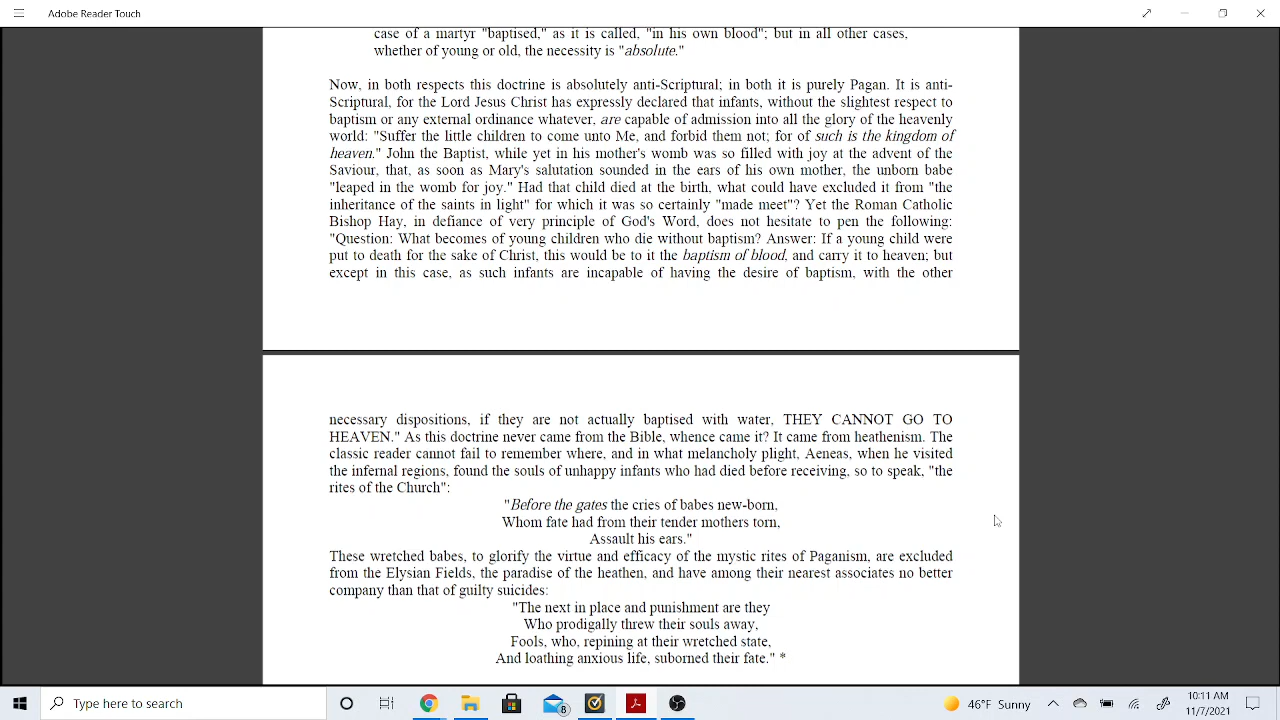 Adobe Reader Touch
case of a martyr "baptised," as it is called, "in his own blood"; but in all other cases,
whether of young or old, the necessity is "absolute."
Now, in both respects this doctrine is absolutely anti-Scriptural; in both it is purely Pagan. It is anti-
Scriptural, for the Lord Jesus Christ has expressly declared that infants, without the slightest respect to
baptism or any external ordinance whatever, are capable of admission into all the glory of the heavenly
world: "Suffer the little children to come unto Me, and forbid them not; for of such is the kingdom of
heaven." John the Baptist, while yet in his mother's womb was so filled with joy at the advent of the
Saviour, that, as soon as Mary's salutation sounded in the ears of his own mother, the unborn babe
"leaped in the womb for joy." Had that child died at the birth, what could have excluded it from "the
inheritance of the saints in light" for which it was so certainly "made meet"? Yet the Roman Catholic
Bishop Hay, in defiance of very principle of God's Word, does not hesitate to pen the following:
"Question: What becomes of young children who die without baptism? Answer: If a young child were
put to death for the sake of Christ, this would be to it the baptism of blood, and carry it to heaven; but
except in this case, as such infants are incapable of having the desire of baptism, with the other
necessary dispositions, if they are not actually baptised with water, THEY CANNOT GO TO
HEAVEN." As this doctrine never came from the Bible, whence came it? It came from heathenism. The
classic reader cannot fail to remember where, and in what melancholy plight, Aeneas, when he visited
the infernal regions, found the souls of unhappy infants who had died before receiving, so to speak, "the
rites of the Church":
"Before the gates the cries of babes new-born,
Whom fate had from their tender mothers torn,
Assault his ears."
These wretched babes, to glorify the virtue and efficacy of the mystic rites of Paganism, are excluded
from the Elysian Fields, the paradise of the heathen, and have among their nearest associates no better
company than that of guilty suicides:
"The next in place and punishment are they
Who prodigally threw their souls away,
Fools, who, repining at their wretched state,
And loathing anxious life, suborned their fate." *
Type here to search
8
46°F Sunny
10:11 AM
11/7/2021